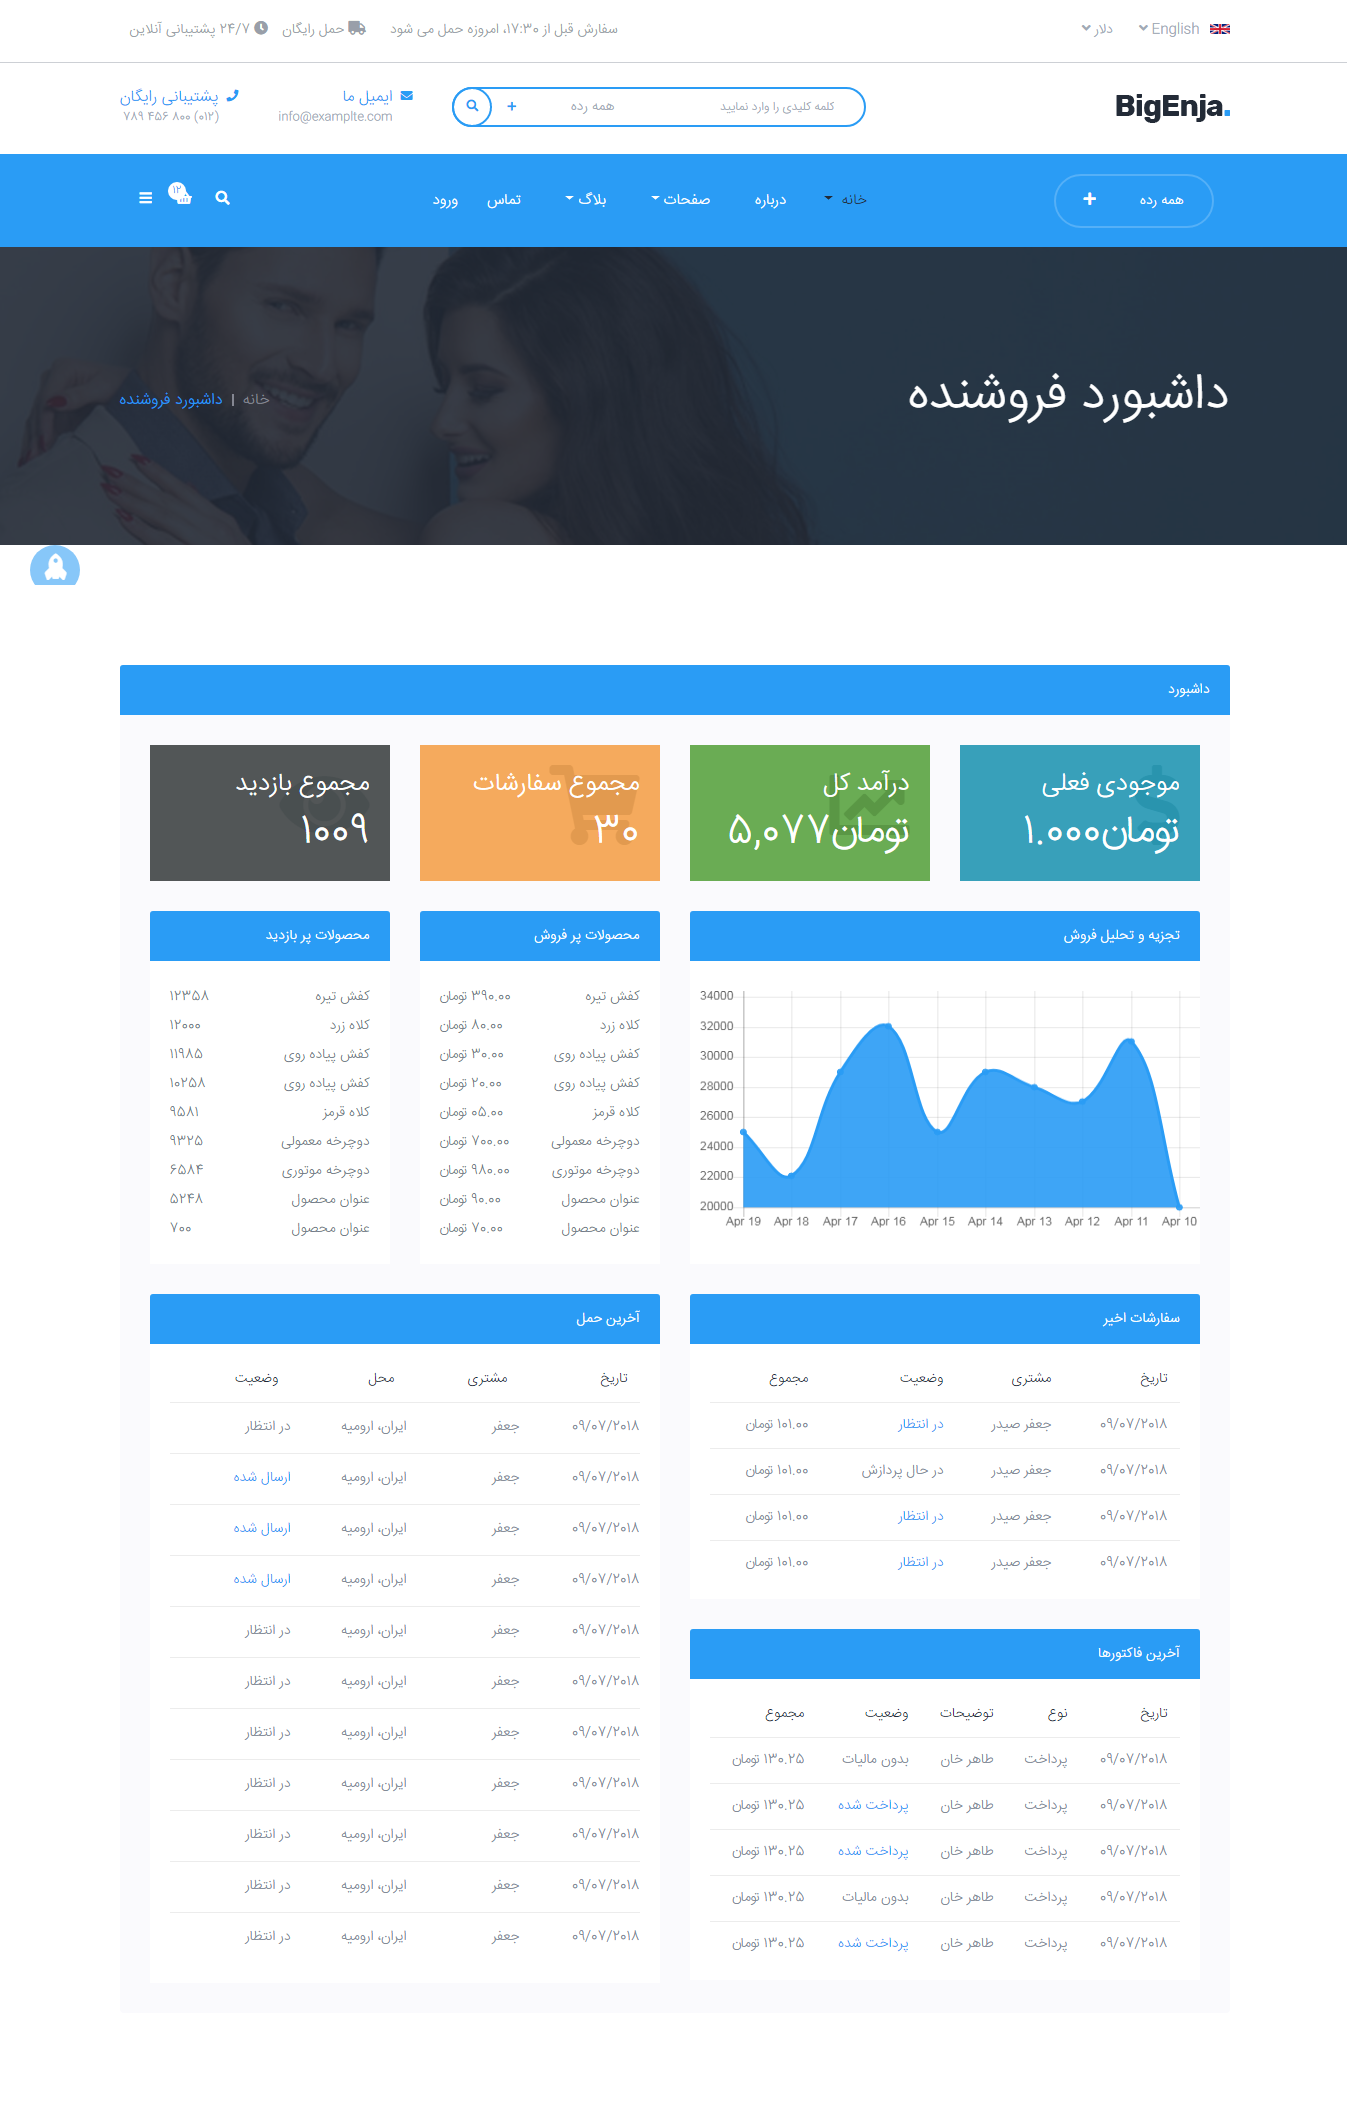 English دلار سفارش قبل از ۱۷:۳۰، امروزه حمل می شود حمل رایگان ۲۴/۷ پشتیبانی آنلاین
BigEnja. کلمه کلیدی را وارد نمایید همه رده + ایمیل ما پشتیبانی رایگان
info@examplte.com (۰۱۲) ۸۰۰ ۴۵۶ ۷۸۹
همه رده + خانه درباره صفحات بلاگ تماس ورود ۱۲
داشبورد فروشنده
خانه | داشبورد فروشنده
داشبورد
موجودی فعلی
تومان۱.۰۰۰
درآمد کل
تومان۵,۰۷۷
مجموع سفارشات
۳۰
مجموع بازدید
۱۰۰۹
تجزیه و تحلیل فروش
34000
32000
30000
28000
26000
24000
22000
20000
Apr 19 Apr 18 Apr 17 Apr 16 Apr 15 Apr 14 Apr 13 Apr 12 Apr 11 Apr 10
محصولات پر فروش
کفش تیره ۳۹۰.۰۰ تومان
کلاه زرد ۸۰.۰۰ تومان
کفش پیاده روی ۳۰.۰۰ تومان
کفش پیاده روی ۲۰.۰۰ تومان
کلاه قرمز ۰۵.۰۰ تومان
دوچرخه معمولی ۷۰۰.۰۰ تومان
دوچرخه موتوری ۹۸۰.۰۰ تومان
عنوان محصول ۹۰.۰۰ تومان
عنوان محصول ۷۰.۰۰ تومان
محصولات پر بازدید
کفش تیره ۱۲۳۵۸
کلاه زرد ۱۲۰۰۰
کفش پیاده روی ۱۱۹۸۵
کفش پیاده روی ۱۰۲۵۸
کلاه قرمز ۹۵۸۱
دوچرخه معمولی ۹۳۲۵
دوچرخه موتوری ۶۵۸۴
عنوان محصول ۵۲۴۸
عنوان محصول ۷۰۰
سفارشات اخیر
تاریخ مشتری وضعیت مجموع
۰۹/۰۷/۲۰۱۸ جعفر صیدر در انتظار ۱۰۱.۰۰ تومان
۰۹/۰۷/۲۰۱۸ جعفر صیدر در حال پردازش ۱۰۱.۰۰ تومان
۰۹/۰۷/۲۰۱۸ جعفر صیدر در انتظار ۱۰۱.۰۰ تومان
۰۹/۰۷/۲۰۱۸ جعفر صیدر در انتظار ۱۰۱.۰۰ تومان
آخرین فاکتورها
تاریخ نوع توضیحات وضعیت مجموع
۰۹/۰۷/۲۰۱۸ پرداخت طاهر خان بدون مالیات ۱۳۰.۲۵ تومان
۰۹/۰۷/۲۰۱۸ پرداخت طاهر خان پرداخت شده ۱۳۰.۲۵ تومان
۰۹/۰۷/۲۰۱۸ پرداخت طاهر خان پرداخت شده ۱۳۰.۲۵ تومان
۰۹/۰۷/۲۰۱۸ پرداخت طاهر خان بدون مالیات ۱۳۰.۲۵ تومان
۰۹/۰۷/۲۰۱۸ پرداخت طاهر خان پرداخت شده ۱۳۰.۲۵ تومان
آخرین حمل
تاریخ مشتری محل وضعیت
۰۹/۰۷/۲۰۱۸ جعفر ایران، ارومیه در انتظار
۰۹/۰۷/۲۰۱۸ جعفر ایران، ارومیه ارسال شده
۰۹/۰۷/۲۰۱۸ جعفر ایران، ارومیه ارسال شده
۰۹/۰۷/۲۰۱۸ جعفر ایران، ارومیه ارسال شده
۰۹/۰۷/۲۰۱۸ جعفر ایران، ارومیه در انتظار
۰۹/۰۷/۲۰۱۸ جعفر ایران، ارومیه در انتظار
۰۹/۰۷/۲۰۱۸ جعفر ایران، ارومیه در انتظار
۰۹/۰۷/۲۰۱۸ جعفر ایران، ارومیه در انتظار
۰۹/۰۷/۲۰۱۸ جعفر ایران، ارومیه در انتظار
۰۹/۰۷/۲۰۱۸ جعفر ایران، ارومیه در انتظار
۰۹/۰۷/۲۰۱۸ جعفر ایران، ارومیه در انتظار